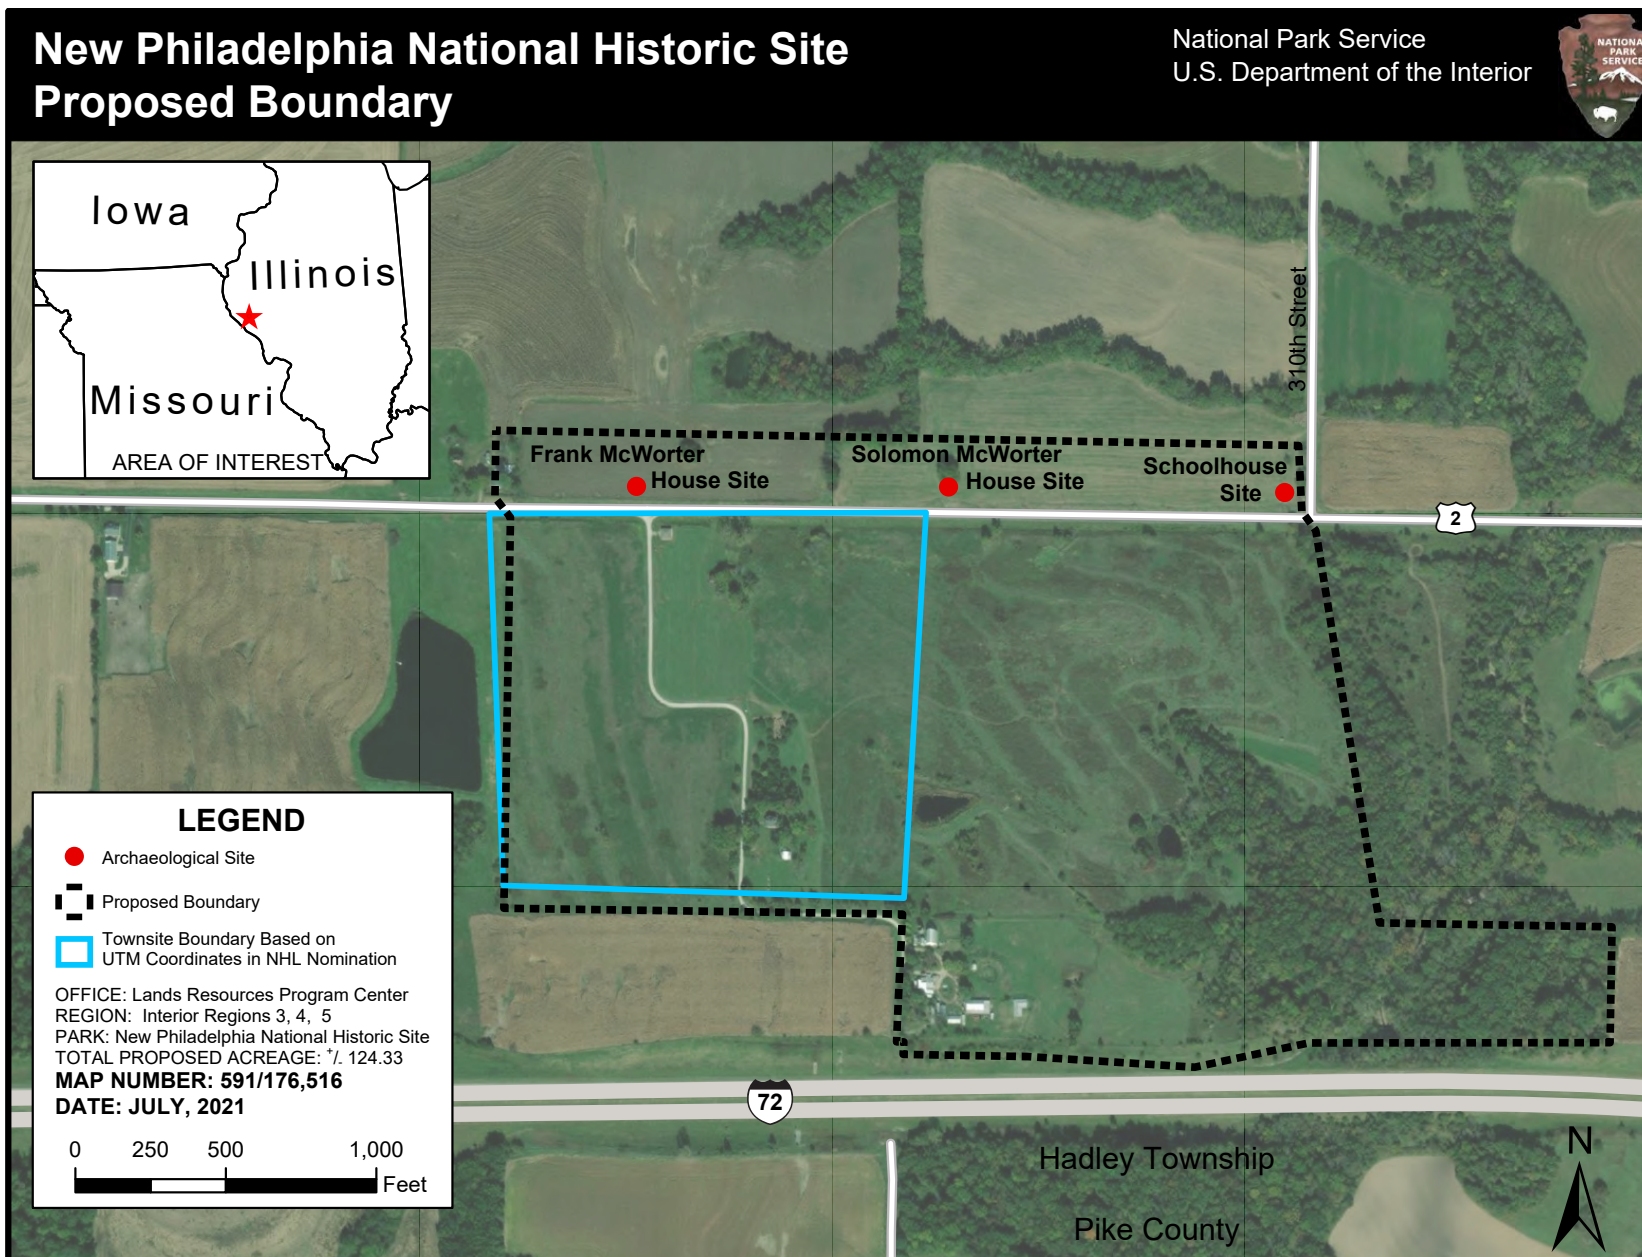 New Philadelphia National Historic Site
Proposed Boundary
National Park Service
U.S. Department of the Interior
NATIONAL
PARK
SERVICE
Iowa
Illinois
Missouri
AREA OF INTEREST
310th Street
Frank McWorter
House Site
Solomon McWorter
House Site
Schoolhouse
Site
2
LEGEND
Archaeological Site
Proposed Boundary
Townsite Boundary Based on
UTM Coordinates in NHL Nomination
OFFICE: Lands Resources Program Center
REGION: Interior Regions 3, 4, 5
PARK: New Philadelphia National Historic Site
TOTAL PROPOSED ACREAGE: +/. 124.33
MAP NUMBER: 591/176,516
DATE: JULY, 2021
0 250 500 1,000
Feet
72
Hadley Township
Pike County
N